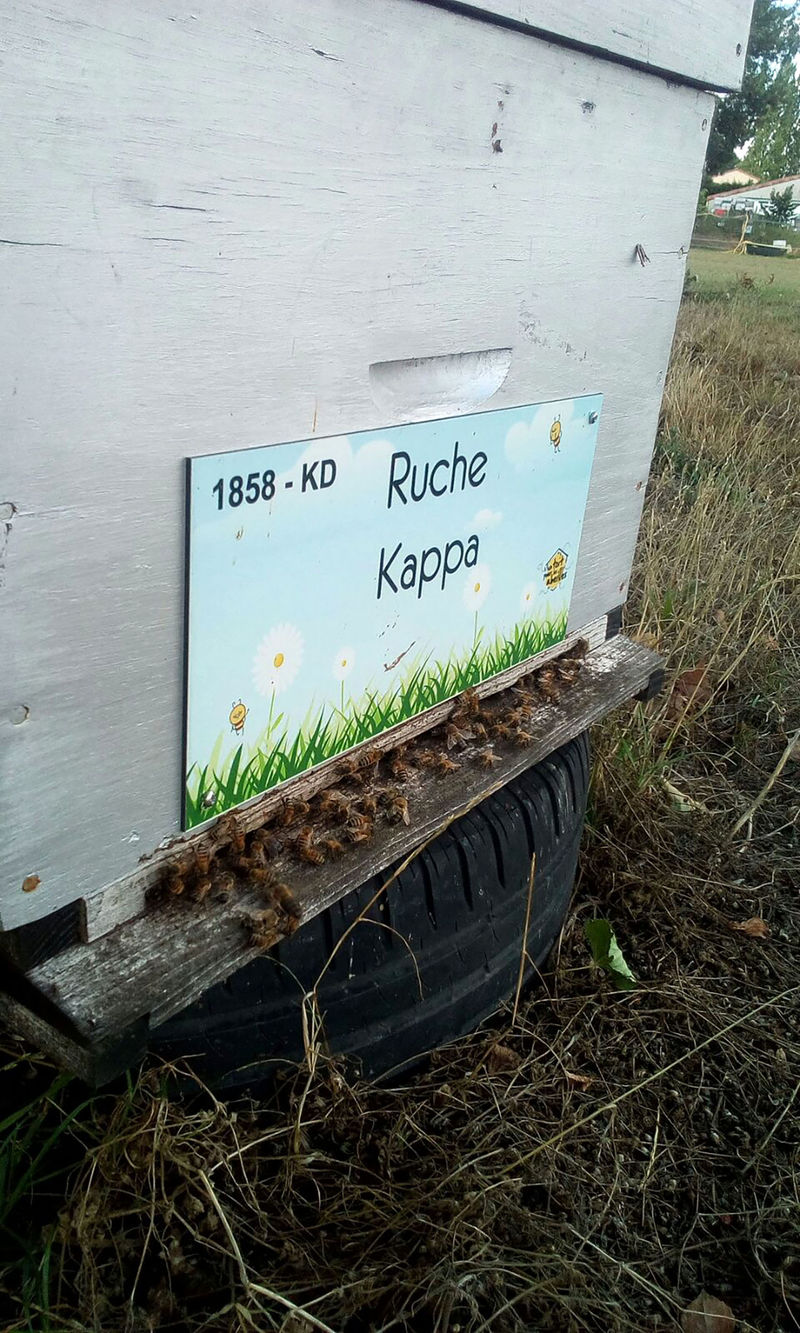 1858 - KD
Ruche
Kappa